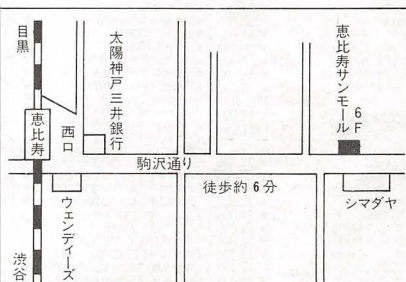 目黒
恵比寿
西口
太陽神戸三井銀行
恵比寿サンモール
6F
駒沢通り
徒歩約6分
シマダヤ
ウェンディーズ
渋谷